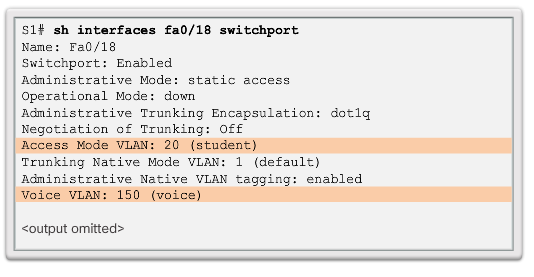 S1# sh interfaces fa0/18 switchport
Name: Fa0/18
Switchport: Enabled
Administrative Mode: static access
Operational Mode: down
Administrative Trunking Encapsulation: dot1q
Negotiation of Trunking: Off
Access Mode VLAN: 20 (student)
Trunking Native Mode VLAN: 1 (default)
Administrative Native VLAN tagging: enabled
Voice VLAN: 150 (voice)
<output omitted>